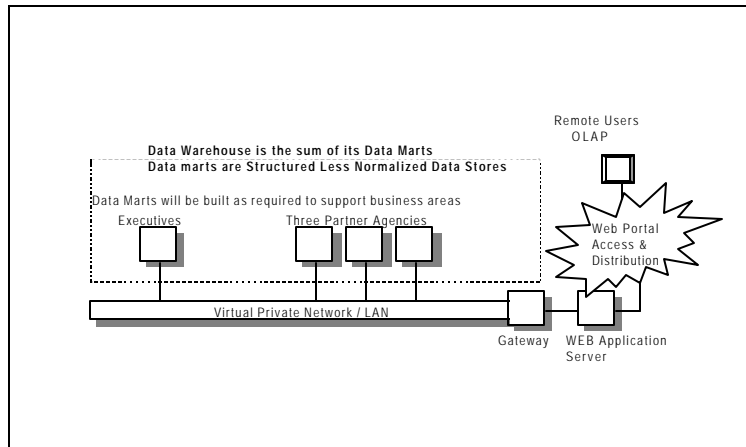 Remote Users
OLAP
Data Warehouse is the sum of its Data Marts
Data marts are Structured Less Normalized Data Stores
Data Marts will be built as required to support business areas
Executives
Three Partner Agencies
Web Portal
Access &
Distribution
Virtual Private Network / LAN
Gateway
WEB Application
Server